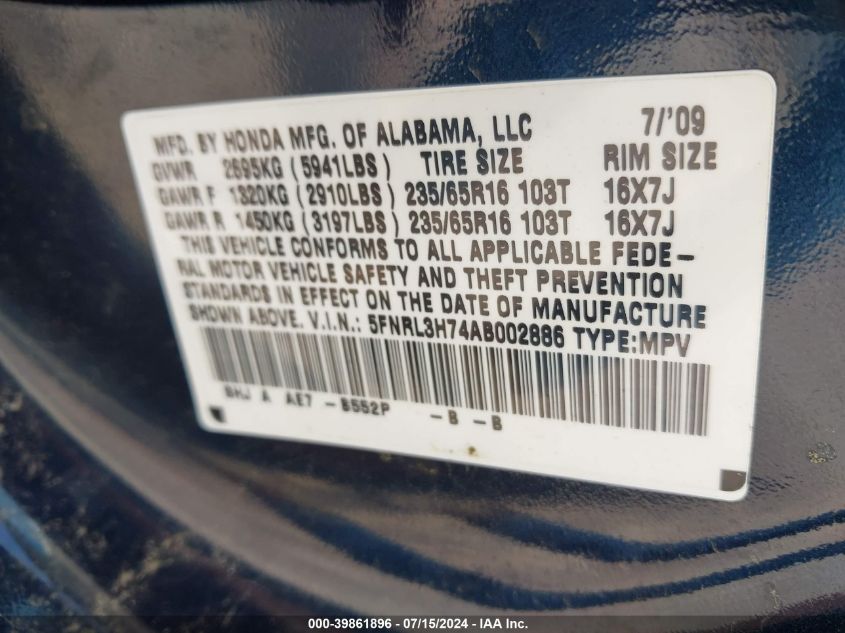 MFD. BY HONDA MFG. OF ALABAMA, LLC 7/'09
GVWR 2695KG (5941LBS) TIRE SIZE RIM SIZE
GAWR F 1320KG (2910LBS) 235/65R16 103T 16X7J
GAWR R 1450KG (3197LBS) 235/65R16 103T 16X7J
THIS VEHICLE CONFORMS TO ALL APPLICABLE FEDE-
RAL MOTOR VEHICLE SAFETY AND THEFT PREVENTION
STANDARDS IN EFFECT ON THE DATE OF MANUFACTURE
SHOWN ABOVE. V.I.N.: 5FNRL3H74AB002886 TYPE:MPV
SHJ A AE7 -B552P -B -B
000-39861896 - 07/15/2024 - IAA Inc.